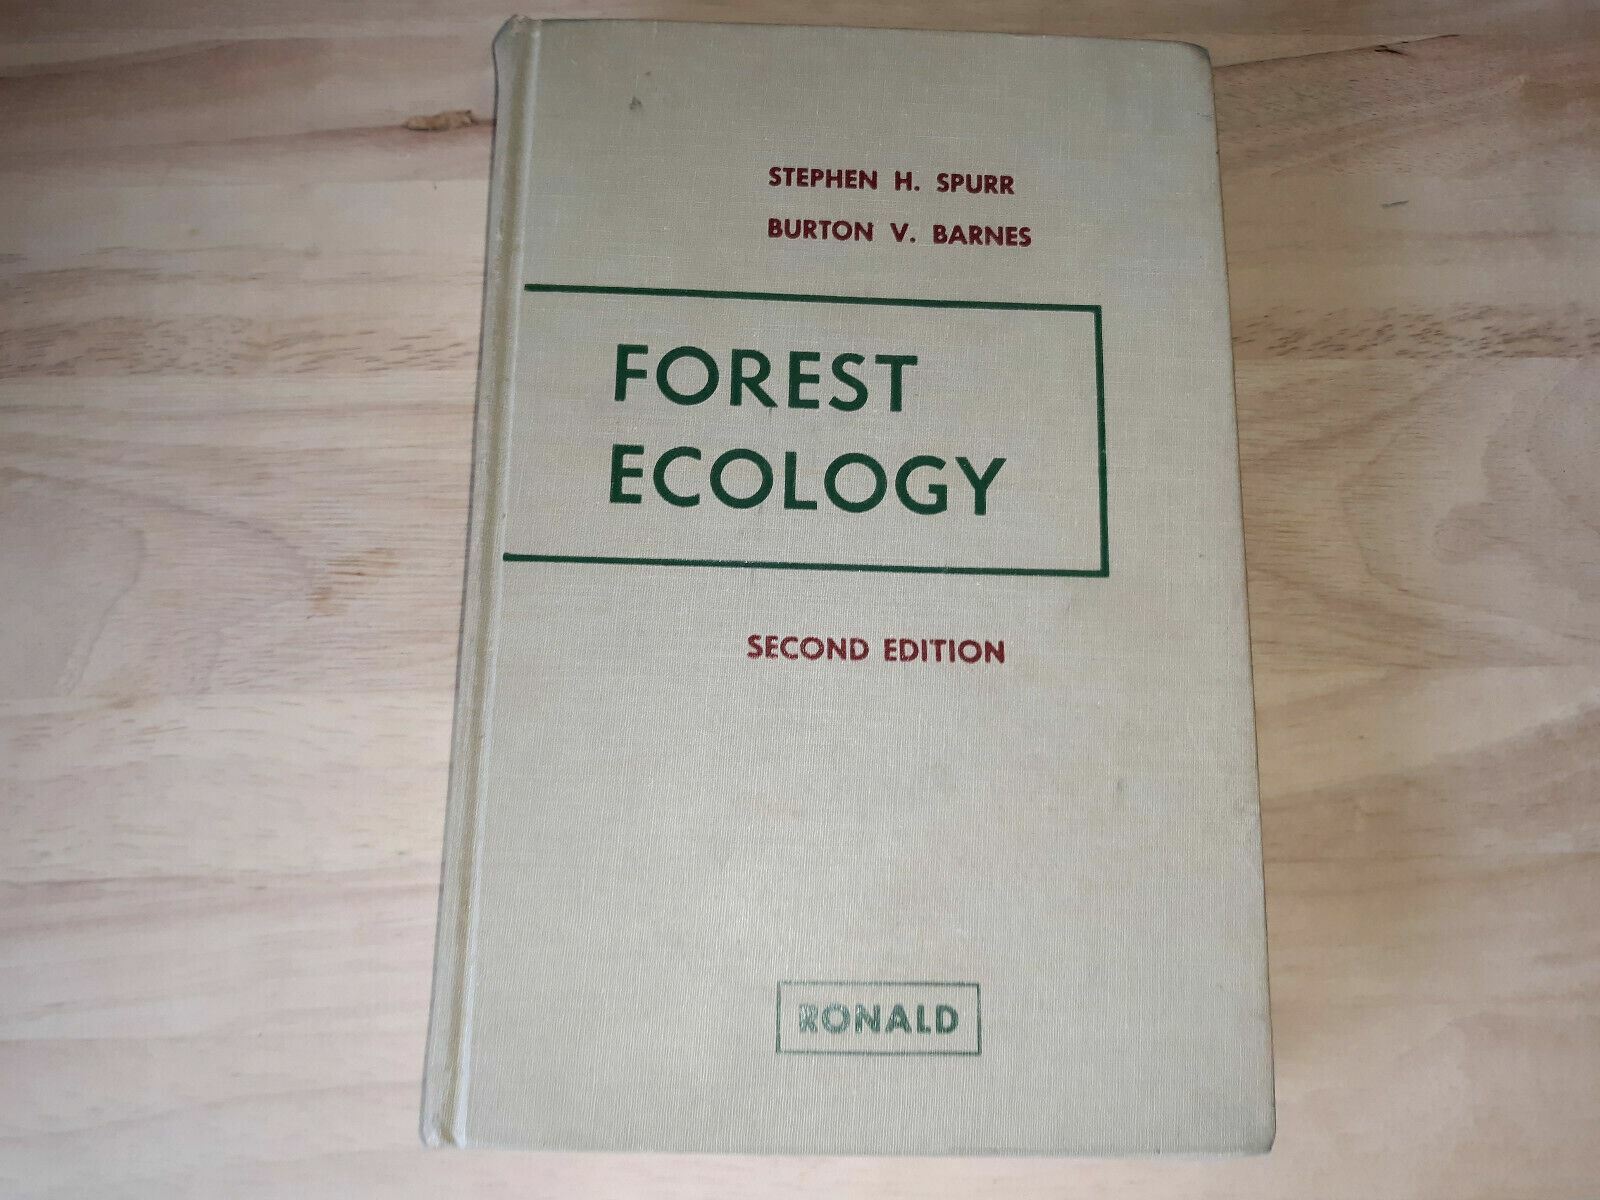 STEPHEN H. SPURR
BURTON V. BARNES
FOREST
ECOLOGY
SECOND EDITION
RONALD